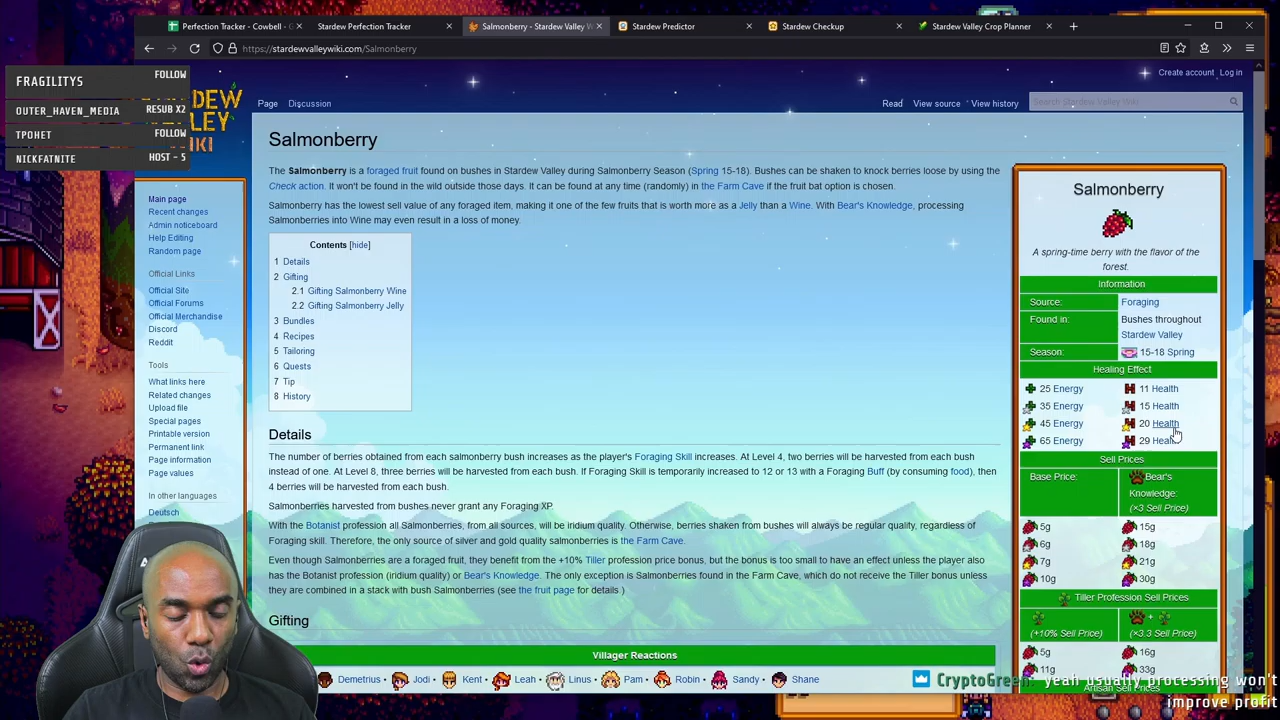 Perfection Tracker - Cowbell
Stardew Perfection Tracker
Salmonberry - Stardew Valley W
Stardew Predictor
Stardew Checkup
Stardew Valley Crop Planner
https://stardewvalleywiki.com/Salmonberry
FRAGILITYS FOLLOW
OUTER_HAVEN_MEDIA RESUB X2
TPOHET FOLLOW
NICKFATNITE HOST - 5
Create account Log in
Page Discussion
Read View source View history
Search Stardew Valley Wiki
Main page
Recent changes
Admin noticeboard
Help Editing
Random page
Official Links
Official Site
Official Forums
Official Merchandise
Discord
Reddit
Tools
What links here
Related changes
Upload file
Special pages
Printable version
Permanent link
Page information
Page values
In other languages
Deutsch
Salmonberry
The Salmonberry is a foraged fruit found on bushes in Stardew Valley during Salmonberry Season (Spring 15-18). Bushes can be shaken to knock berries loose by using the
Check action. It won't be found in the wild outside those days. It can be found at any time (randomly) in the Farm Cave if the fruit bat option is chosen.
Salmonberry has the lowest sell value of any foraged item, making it one of the few fruits that is worth more as a Jelly than a Wine. With Bear's Knowledge, processing
Salmonberries into Wine may even result in a loss of money.
Contents [hide]
1 Details
2 Gifting
2.1 Gifting Salmonberry Wine
2.2 Gifting Salmonberry Jelly
3 Bundles
4 Recipes
5 Tailoring
6 Quests
7 Tip
8 History
Details
The number of berries obtained from each salmonberry bush increases as the player's Foraging Skill increases. At Level 4, two berries will be harvested from each bush
instead of one. At Level 8, three berries will be harvested from each bush. If Foraging Skill is temporarily increased to 12 or 13 with a Foraging Buff (by consuming food), then
4 berries will be harvested from each bush.
Salmonberries harvested from bushes never grant any Foraging XP.
With the Botanist profession all Salmonberries, from all sources, will be iridium quality. Otherwise, berries shaken from bushes will always be regular quality, regardless of
Foraging skill. Therefore, the only source of silver and gold quality salmonberries is the Farm Cave.
Even though Salmonberries are a foraged fruit, they benefit from the +10% Tiller profession price bonus, but the bonus is too small to have an effect unless the player also
has the Botanist profession (iridium quality) or Bear's Knowledge. The only exception is Salmonberries found in the Farm Cave, which do not receive the Tiller bonus unless
they are combined in a stack with bush Salmonberries (see the fruit page for details.)
Gifting
Villager Reactions
Demetrius • Jodi • Kent • Leah • Linus • Pam • Robin • Sandy • Shane
Salmonberry
A spring-time berry with the flavor of the
forest.
Information
Source: Foraging
Found in: Bushes throughout
Stardew Valley
Season: 15-18 Spring
Healing Effect
25 Energy 11 Health
35 Energy 15 Health
45 Energy 20 Health
65 Energy 29 Health
Sell Prices
Base Price: Bear's
Knowledge:
(×3 Sell Price)
5g 15g
6g 18g
7g 21g
10g 30g
Tiller Profession Sell Prices
+
(+10% Sell Price) (×3.3 Sell Price)
5g 16g
11g 33g
Artisan Sell Prices
CryptoGreen: yeah usually processing won't
improve profit